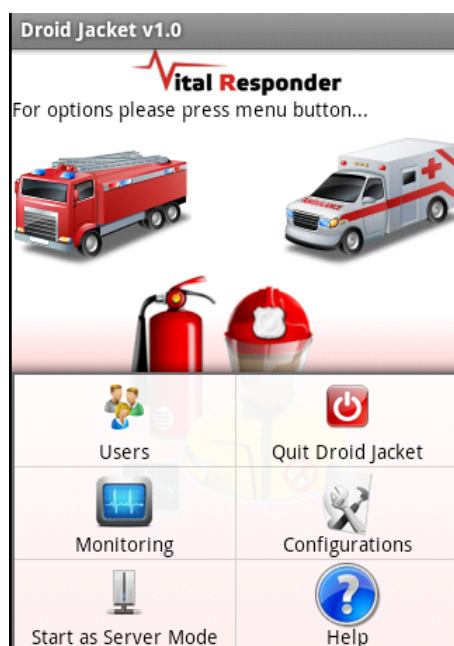 Droid Jacket v1.0
Vital Responder
For options please press menu button...
AMBULANCE
Users
Quit Droid Jacket
Monitoring
Configurations
Start as Server Mode
Help